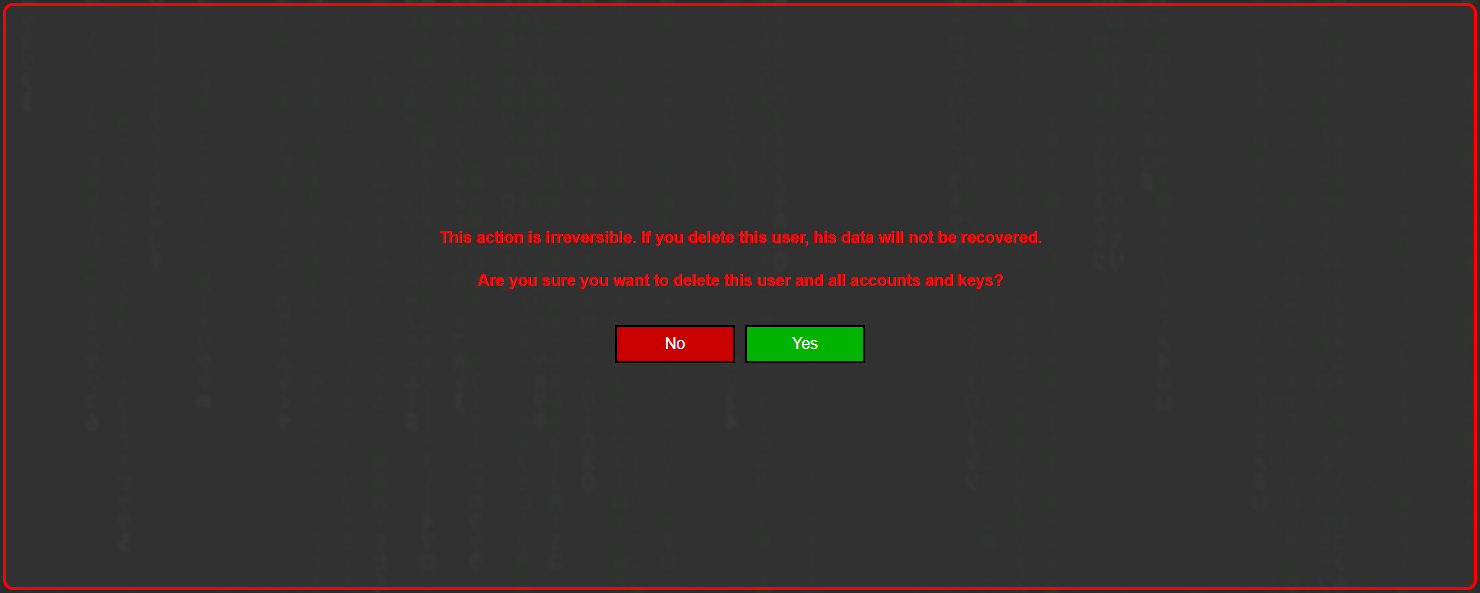 This action is irreversible. If you delete this user, his data will not be recovered.
Are you sure you want to delete this user and all accounts and keys?
No Yes